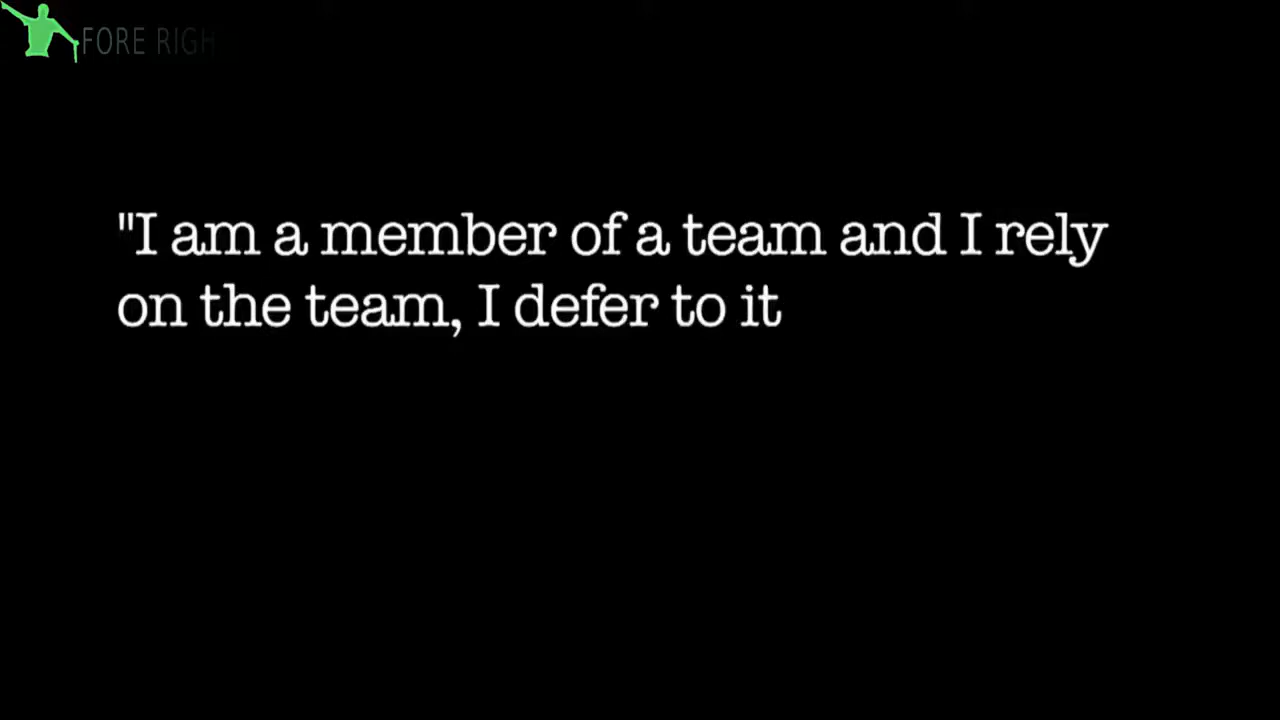 FORE RIGH
"I am a member of a team and I rely
on the team, I defer to it